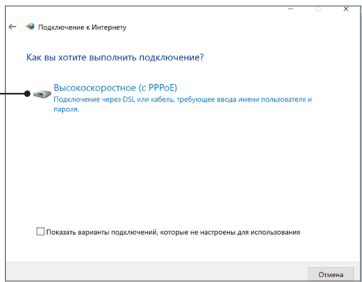 Подключение к Интернету
Как вы хотите выполнить подключение?
Высокоскоростное (с PPPoE)
Подключение через DSL или кабель, требующее ввода имени пользователя и
пароля.
Показать варианты подключений, которые не настроены для использования
Отмена